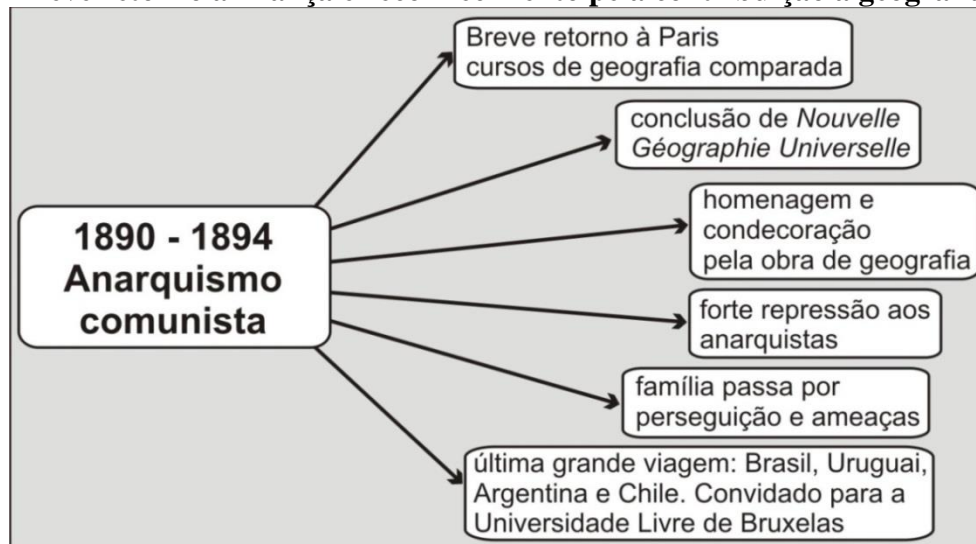 Breve retorno à Paris
cursos de geografia comparada
conclusão de Nouvelle
Géographie Universelle
1890 - 1894
Anarquismo
comunista
homenagem e
condecoração
pela obra de geografia
forte repressão aos
anarquistas
família passa por
perseguição e ameaças
última grande viagem: Brasil, Uruguai,
Argentina e Chile. Convidado para a
Universidade Livre de Bruxelas